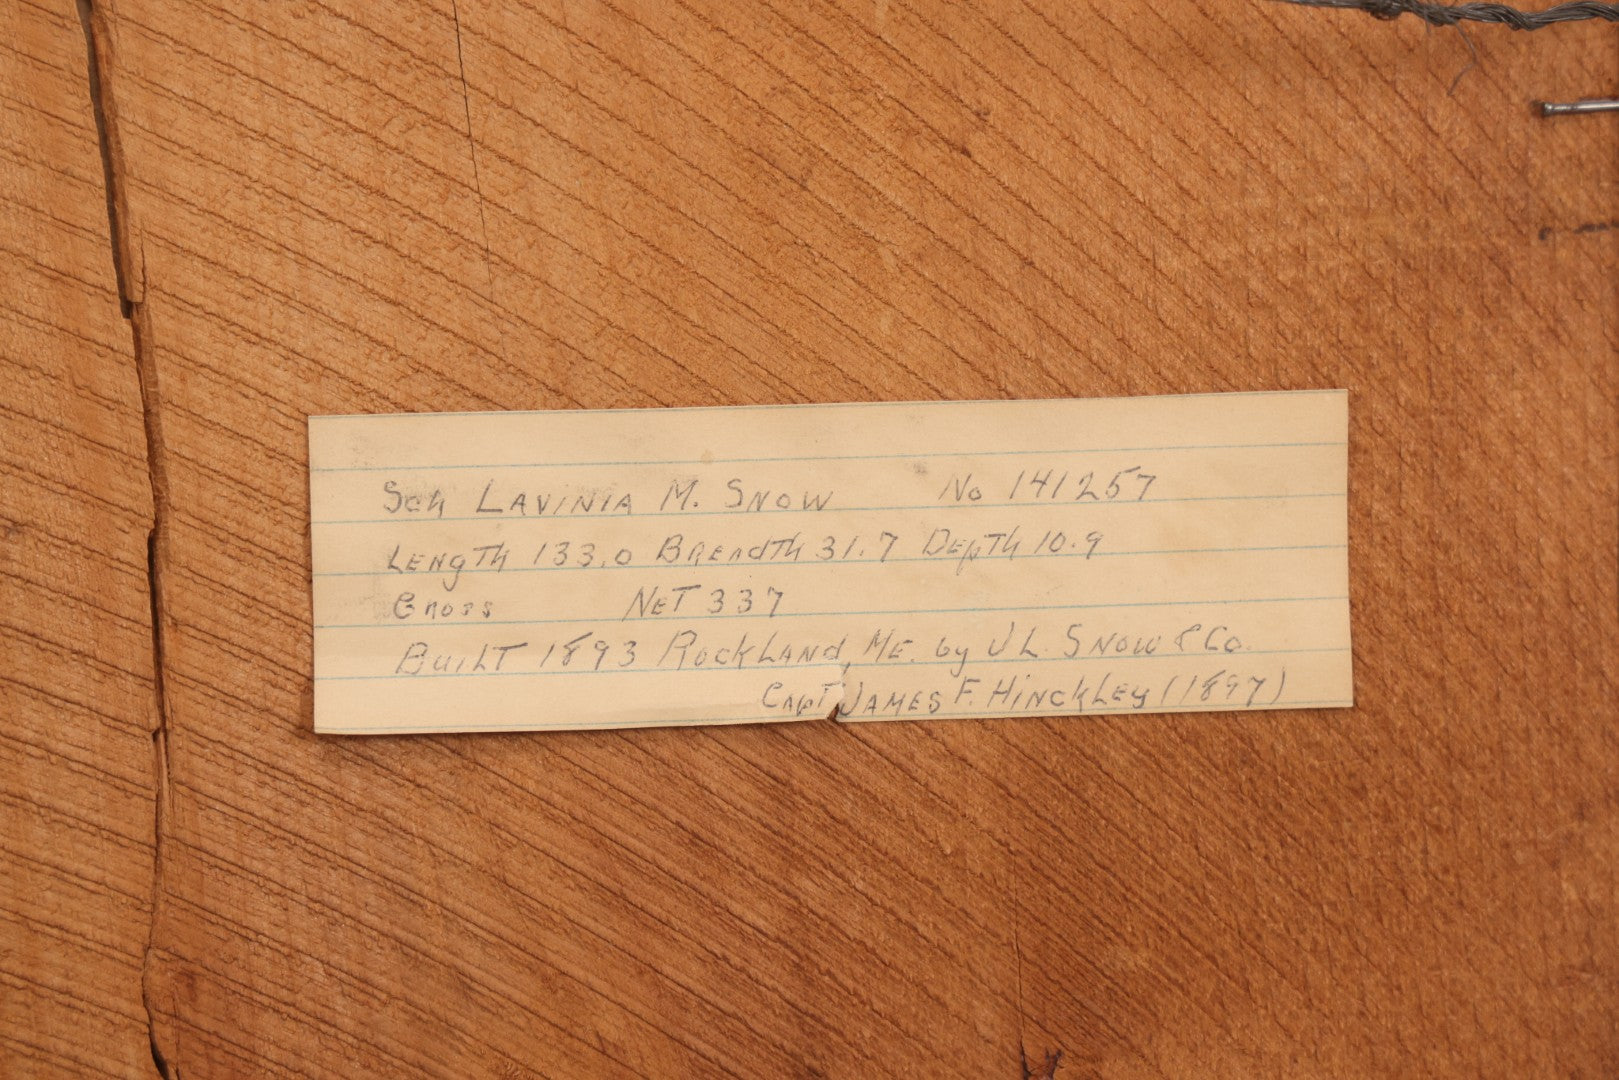 Sch Lavinia M. Snow No 141257
Length 133.0 Breadth 31.7 Depth 10.9
Gross Net 337
Built 1893 Rockland, Me. by J L. Snow & Co.
Capt James F. Hinckley (1897)